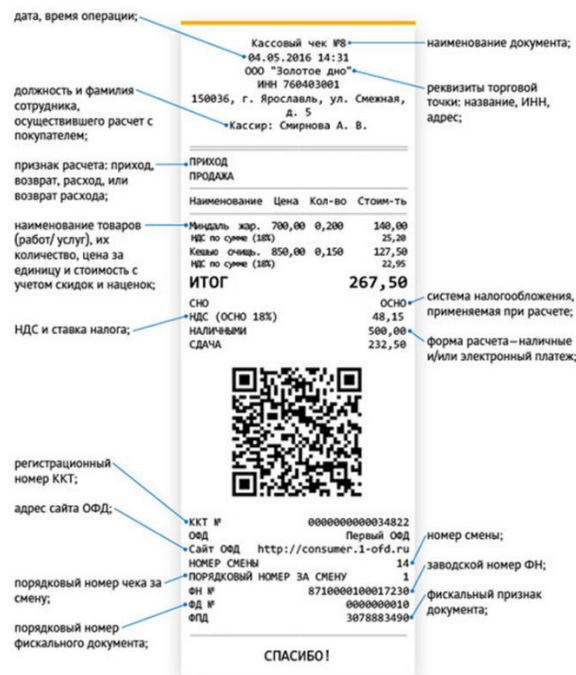 дата, время операции;
должность и фамилия
сотрудника,
осуществившего расчет с
покупателем;
признак расчета: приход,
возврат, расход, или
возврат расхода;
наименование товаров
(работ/услуг), их
количество, цена за
единицу и стоимость с
учетом скидок и наценок;
НДС и ставка налога;
регистрационный
номер ККТ;
адрес сайта ОФД;
порядковый номер чека за
смену;
порядковый номер
фискального документа;
Кассовый чек №8
04.05.2016 14:31
ООО "Золотое дно"
ИНН 760403001
150036, г. Ярославль, ул. Смежная,
д. 5
Кассир: Смирнова А. В.
ПРИХОД
ПРОДАЖА
Наименование Цена Кол-во Стоим-ть
Миндаль жар. 700,00 0,200 140,00
НДС по сумме (18%) 25,20
Кешью очищ. 850,00 0,150 127,50
НДС по сумме (18%) 22,95
ИТОГ 267,50
СНО ОСНО
НДС (ОСНО 18%) 48,15
НАЛИЧНЫМИ 500,00
СДАЧА 232,50
ККТ № 0000000000034822
ОФД Первый ОФД
Сайт ОФД http://consumer.1-ofd.ru
НОМЕР СМЕНЫ 14
ПОРЯДКОВЫЙ НОМЕР ЗА СМЕНУ 1
ФН № 8710000100017230
ФД № 0000000010
ФПД 3078883490
СПАСИБО!
наименование документа;
реквизиты торговой
точки: название, ИНН,
адрес;
система налогообложения,
применяемая при расчете;
форма расчета—наличные
и/или электронный платеж;
номер смены;
заводской номер ФН;
фискальный признак
документа;